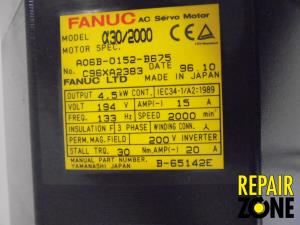 FANUC AC Servo Motor
MODEL α30/2000
MOTOR SPEC.
A06B-0152-B675
No. C96XA2383 DATE 96.10
FANUC LTD MADE IN JAPAN
OUTPUT 4.5 kW CONT. IEC34-1/A2:1989
VOLT 194 V AMP(~) 15 A
FREQ. 133 Hz SPEED 2000 min⁻¹
INSULATION F 3 PHASE WINDING CONN. Y
PERM. MAG. FIELD 200 V INVERTER
STALL TRQ. 30 Nm. AMP(~) 20 A
MANUAL PART NUMBER.
YAMANASHI JAPAN B-65142E
REPAIR
ZONE